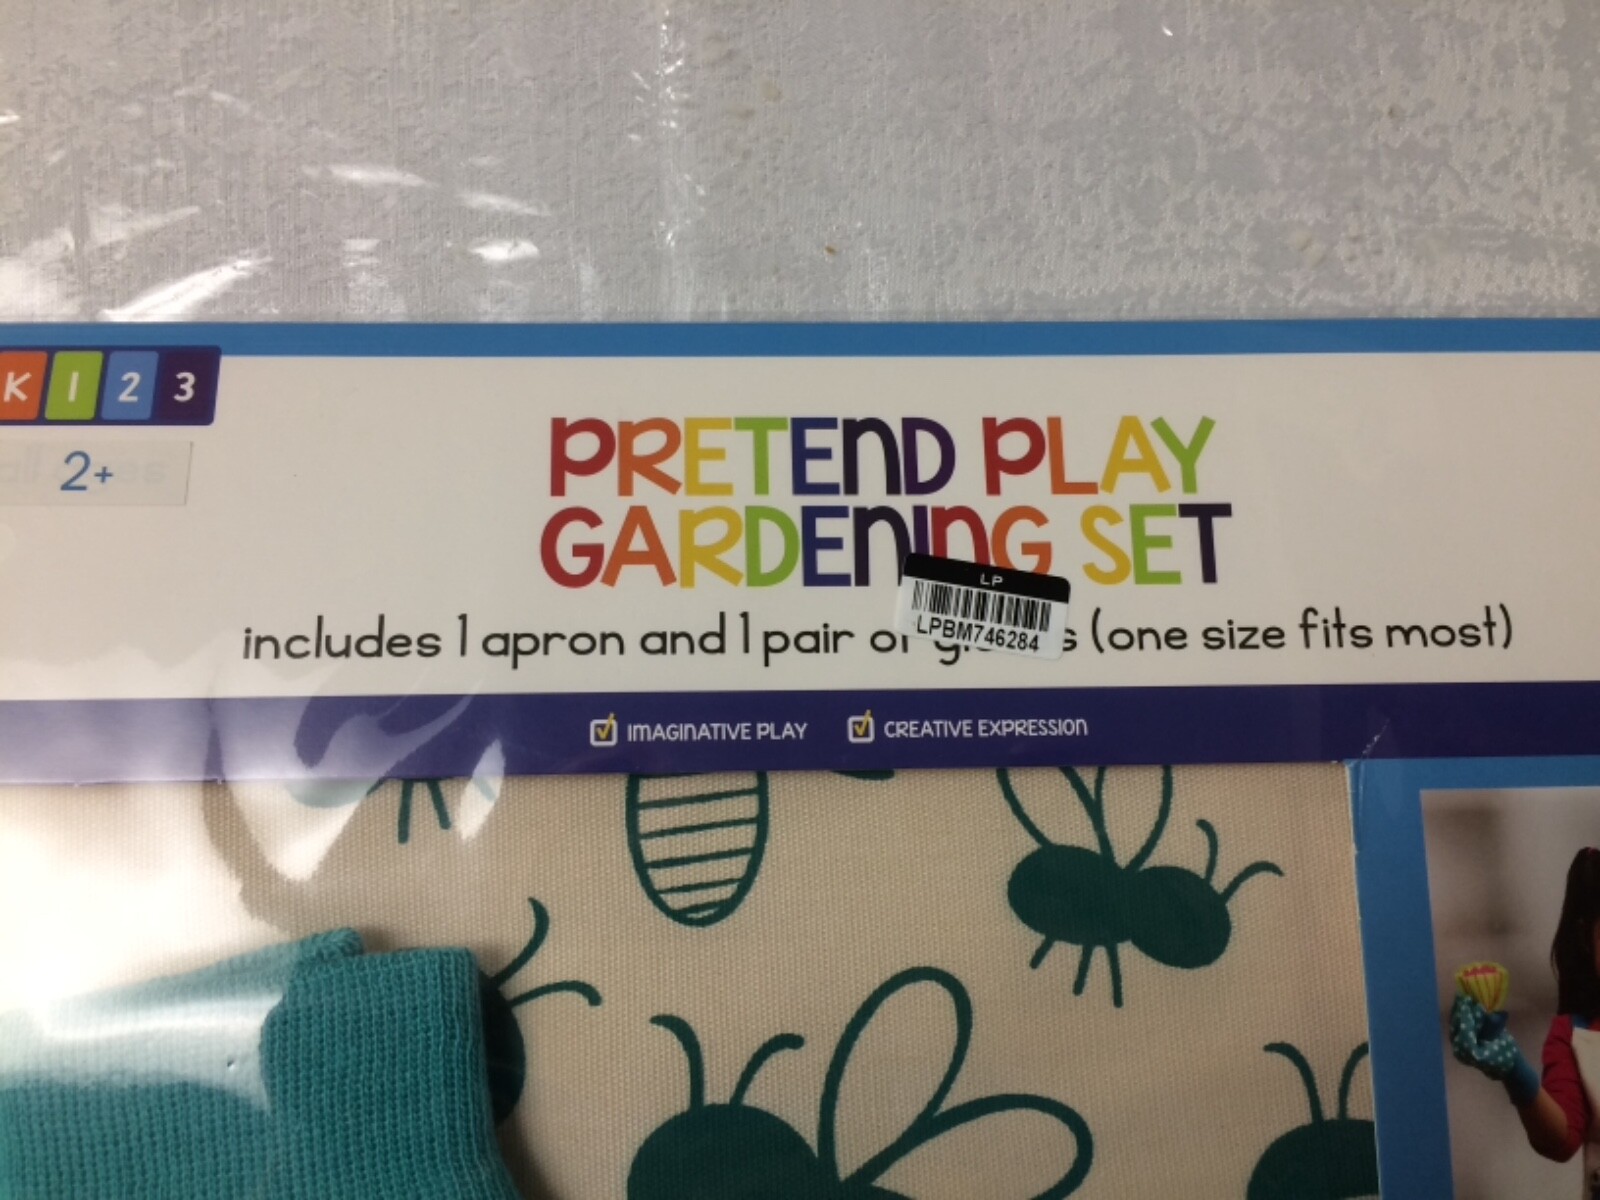 K 1 2 3
2+
PRETEND PLAY
GARDENING SET
LP
LPBM746284
includes 1 apron and 1 pair of (one size fits most)
IMAGINATIVE PLAY CREATIVE EXPRESSION